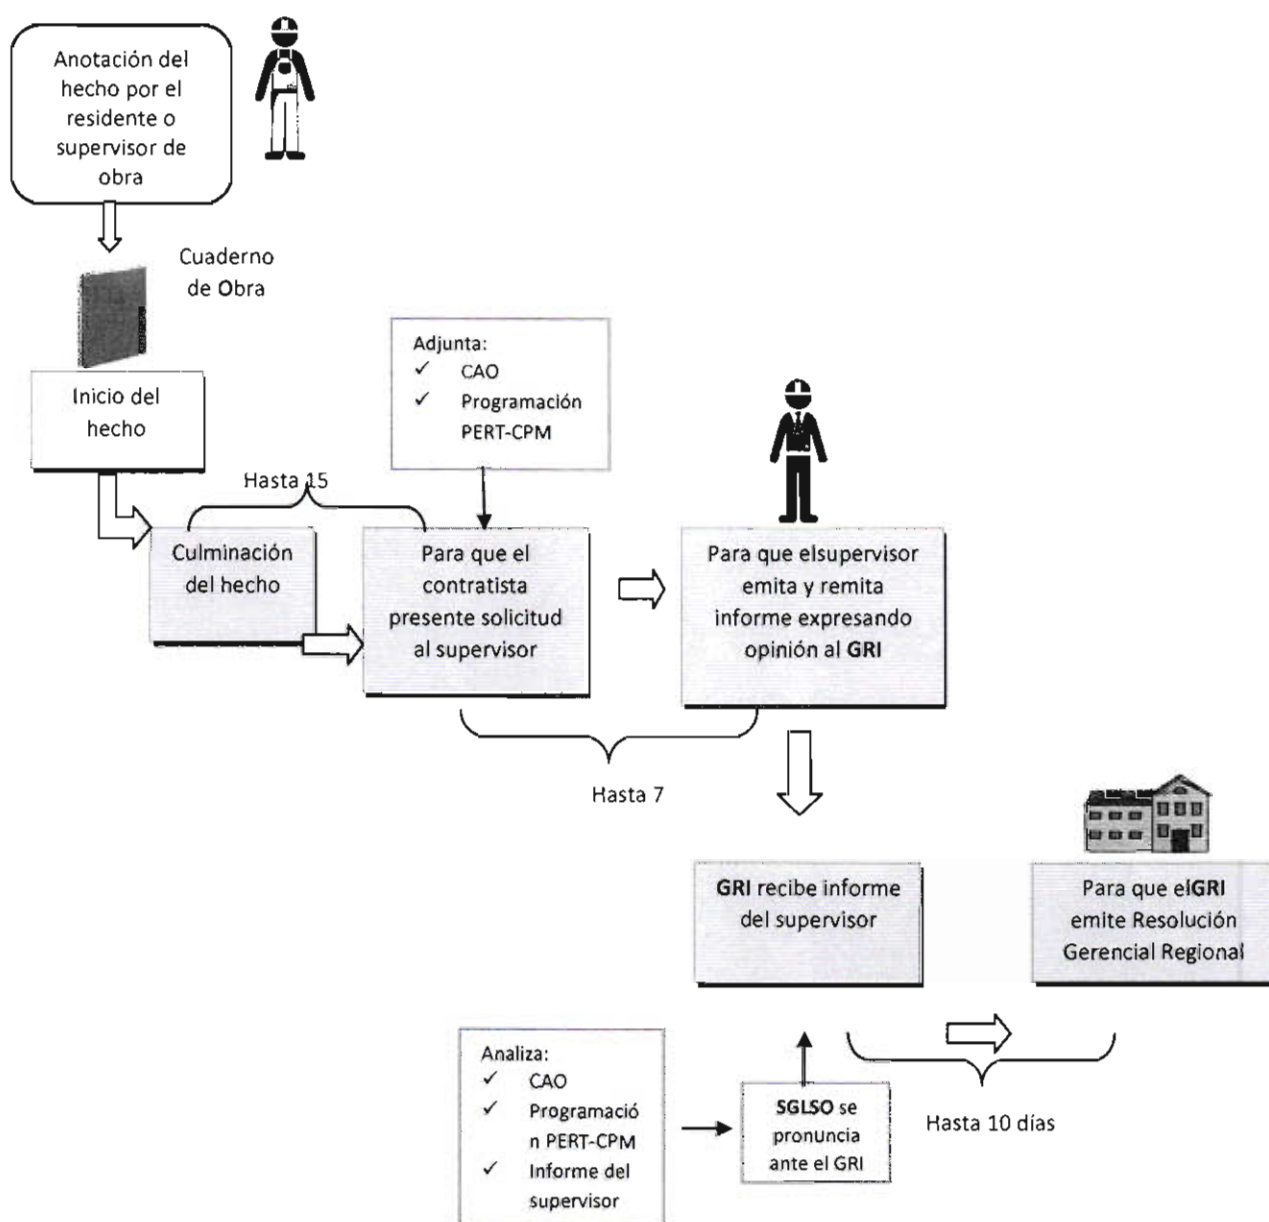 Anotación del
hecho por el
residente o
supervisor de
obra
Cuaderno
de Obra
Inicio del
hecho
Adjunta:
✓ CAO
✓ Programación
PERT-CPM
Hasta 15
Culminación
del hecho
Para que el
contratista
presente solicitud
al supervisor
Para que elsupervisor
emita y remita
informe expresando
opinión al GRI
Hasta 7
GRI recibe informe
del supervisor
Para que elGRI
emite Resolución
Gerencial Regional
Analiza:
✓ CAO
✓ Programació
n PERT-CPM
✓ Informe del
supervisor
SGLSO se
pronuncia
ante el GRI
Hasta 10 días